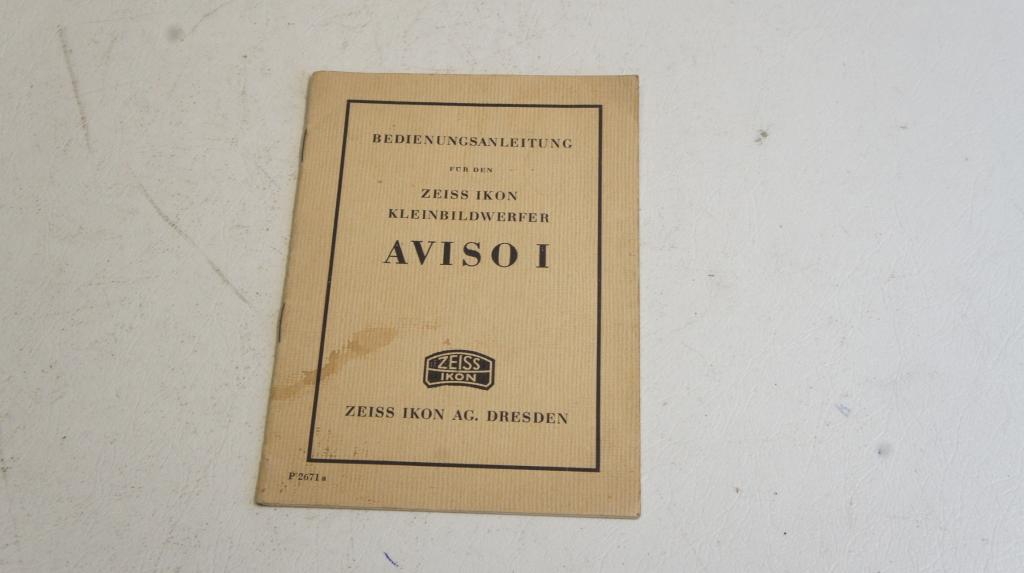 BEDIENUNGSANLEITUNG
FÜR DEN
ZEISS IKON
KLEINBILDWERFER
AVISO I
ZEISS
IKON
ZEISS IKON AG. DRESDEN
P 2671 a